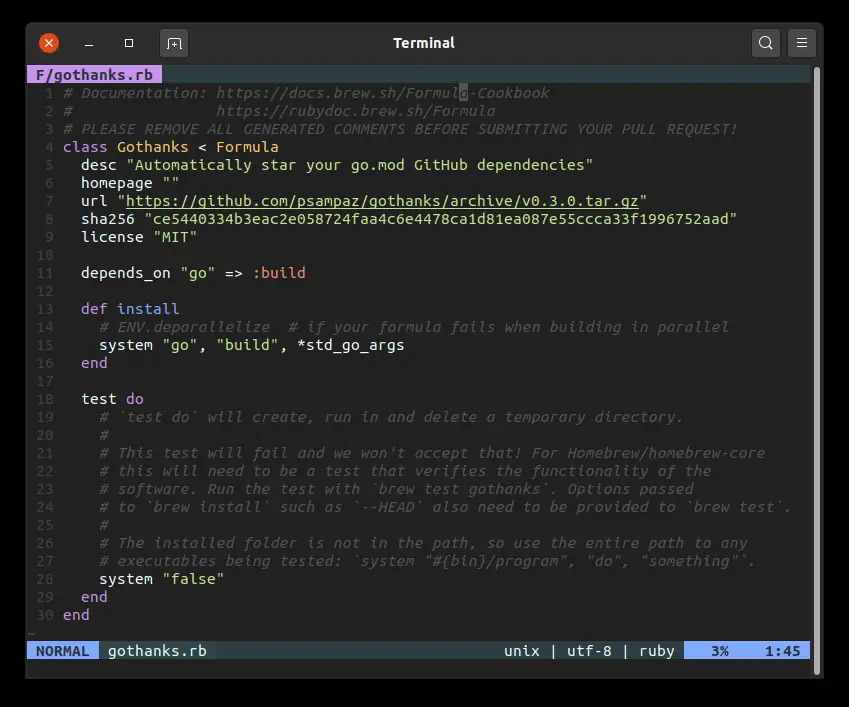 Terminal
F/gothanks.rb
1 # Documentation: https://docs.brew.sh/Formula-Cookbook
2 #                https://rubydoc.brew.sh/Formula
3 # PLEASE REMOVE ALL GENERATED COMMENTS BEFORE SUBMITTING YOUR PULL REQUEST!
4 class Gothanks < Formula
5   desc "Automatically star your go.mod GitHub dependencies"
6   homepage ""
7   url "https://github.com/psampaz/gothanks/archive/v0.3.0.tar.gz"
8   sha256 "ce5440334b3eac2e058724faa4c6e4478ca1d81ea087e55ccca33f1996752aad"
9   license "MIT"
10
11   depends_on "go" => :build
12
13   def install
14     # ENV.deparallelize  # if your formula fails when building in parallel
15     system "go", "build", *std_go_args
16   end
17
18   test do
19     # `test do` will create, run in and delete a temporary directory.
20     #
21     # This test will fail and we won't accept that! For Homebrew/homebrew-core
22     # this will need to be a test that verifies the functionality of the
23     # software. Run the test with `brew test gothanks`. Options passed
24     # to `brew install` such as `--HEAD` also need to be provided to `brew test`.
25     #
26     # The installed folder is not in the path, so use the entire path to any
27     # executables being tested: `system "#{bin}/program", "do", "something"`.
28     system "false"
29   end
30 end
~
NORMAL gothanks.rb unix | utf-8 | ruby 3% 1:45